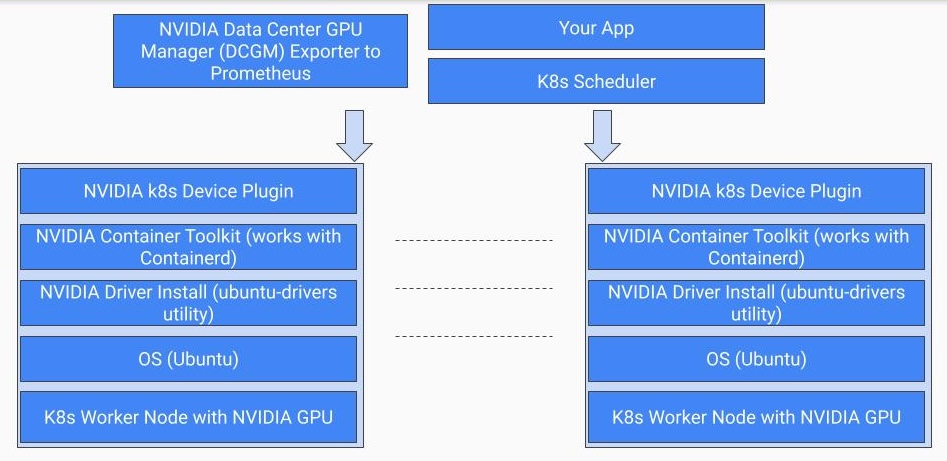 NVIDIA Data Center GPU
Manager (DCGM) Exporter to
Prometheus
Your App
K8s Scheduler
NVIDIA k8s Device Plugin
NVIDIA Container Toolkit (works with
Containerd)
NVIDIA Driver Install (ubuntu-drivers
utility)
OS (Ubuntu)
K8s Worker Node with NVIDIA GPU
NVIDIA k8s Device Plugin
NVIDIA Container Toolkit (works with
Containerd)
NVIDIA Driver Install (ubuntu-drivers
utility)
OS (Ubuntu)
K8s Worker Node with NVIDIA GPU